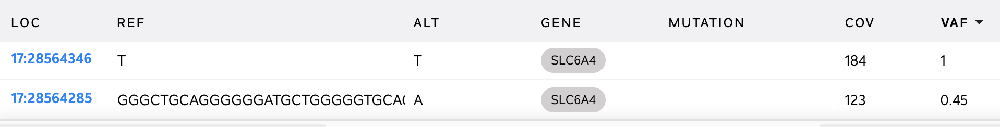 LOC REF ALT GENE MUTATION COV VAF
17:28564346 T T SLC6A4 184 1
17:28564285 GGGCTGCAGGGGGGATGCTGGGGGTGCA A SLC6A4 123 0.45